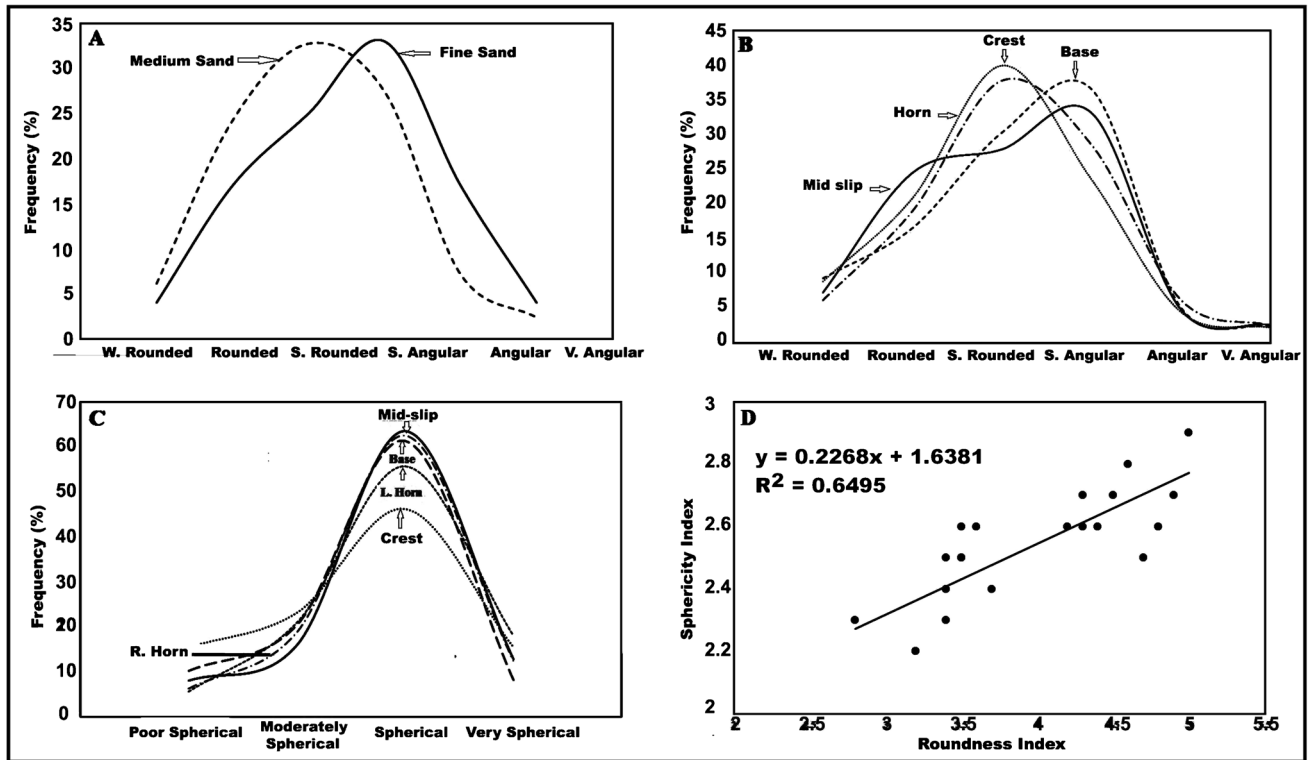 A
35
30
25
20
15
10
5
0
Frequency (%)
Medium Sand
Fine Sand
W. Rounded Rounded S. Rounded S. Angular Angular V. Angular
B
45
40
35
30
25
20
15
10
5
0
Frequency (%)
Crest
Base
Horn
Mid slip
W. Rounded Rounded S. Rounded S. Angular Angular V. Angular
C
70
60
50
40
30
20
10
0
Frequency (%)
Mid-slip
Base
L. Horn
Crest
R. Horn
Poor Spherical Moderately Spherical Spherical Very Spherical
D
3
2.8
2.6
2.4
2.2
2
Sphericity Index
y = 0.2268x + 1.6381
R² = 0.6495
2 2.5 3 3.5 4 4.5 5 5.5
Roundness Index